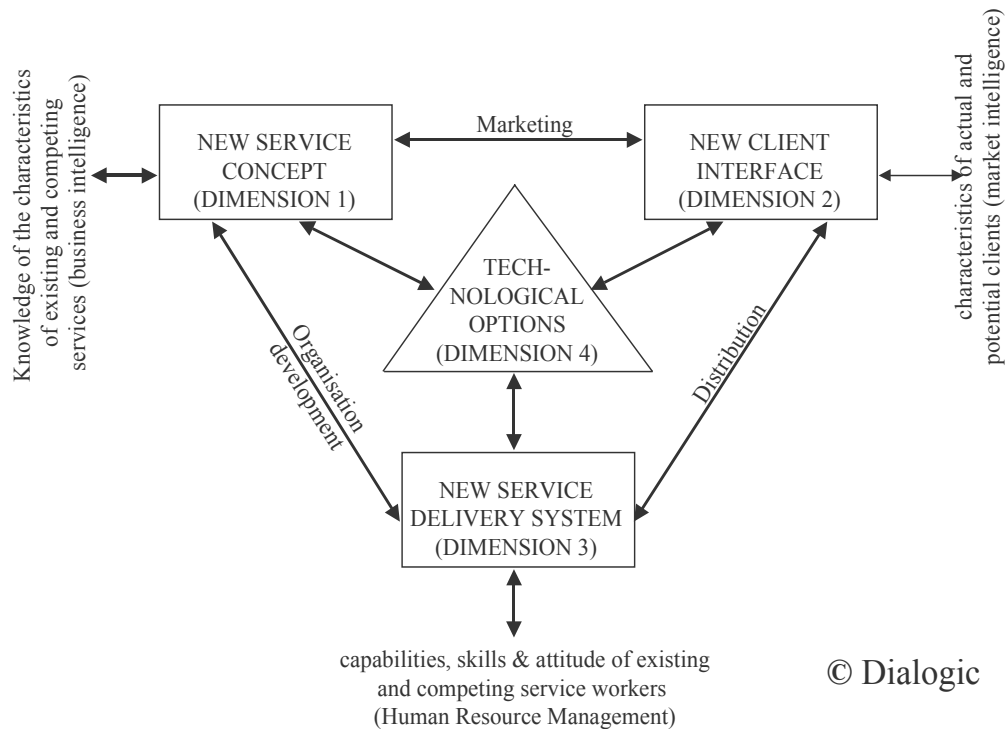 Knowledge of the characteristics
of existing and competing
services (business intelligence)
NEW SERVICE
CONCEPT
(DIMENSION 1)
Marketing
NEW CLIENT
INTERFACE
(DIMENSION 2)
characteristics of actual and
potential clients (market intelligence)
TECH-
NOLOGICAL
OPTIONS
(DIMENSION 4)
Organisation
development
Distribution
NEW SERVICE
DELIVERY SYSTEM
(DIMENSION 3)
capabilities, skills & attitude of existing
and competing service workers
(Human Resource Management)
© Dialogic